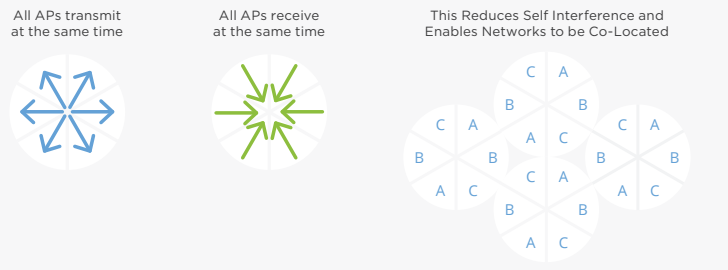 All APs transmit
at the same time
All APs receive
at the same time
This Reduces Self Interference and
Enables Networks to be Co-Located
C A
B B
A C
C A
B B
A C
C A
B B
A C
C A
B B
A C